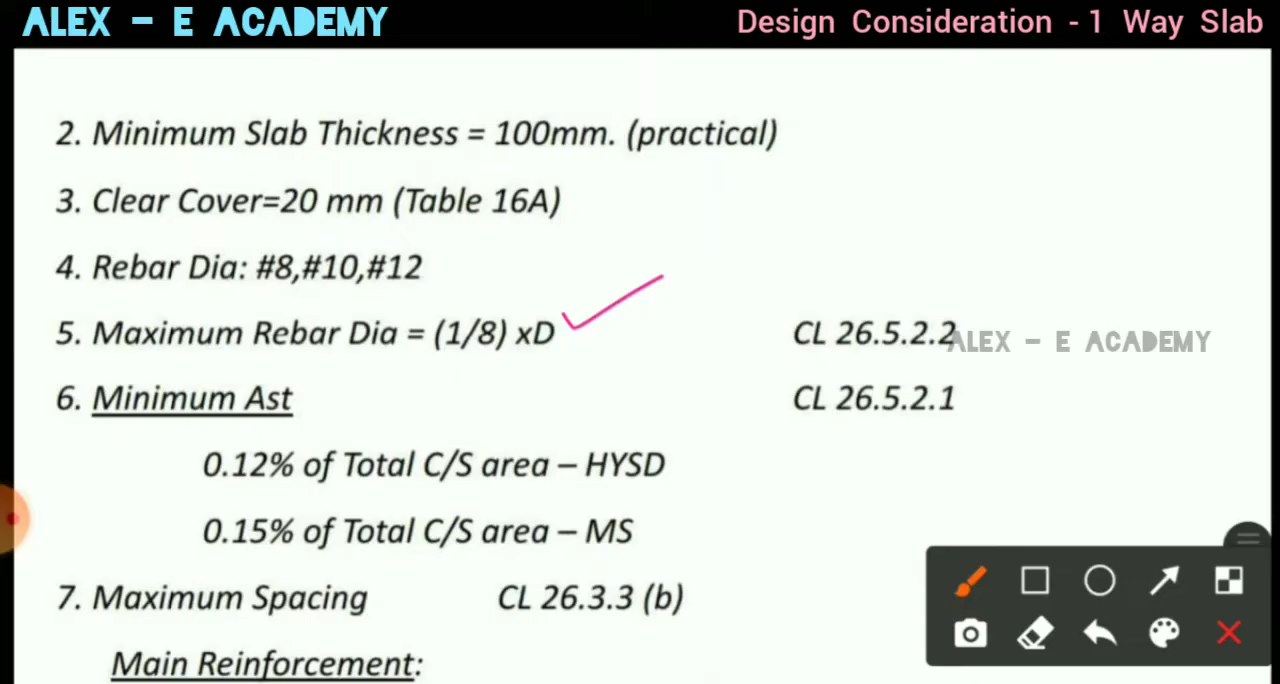 ALEX - E ACADEMY
Design Consideration - 1 Way Slab
2. Minimum Slab Thickness = 100mm. (practical)
3. Clear Cover=20 mm (Table 16A)
4. Rebar Dia: #8,#10,#12
5. Maximum Rebar Dia = (1/8) xD CL 26.5.2.2
ALEX - E ACADEMY
6. Minimum Ast CL 26.5.2.1
0.12% of Total C/S area – HYSD
0.15% of Total C/S area – MS
7. Maximum Spacing CL 26.3.3 (b)
Main Reinforcement: